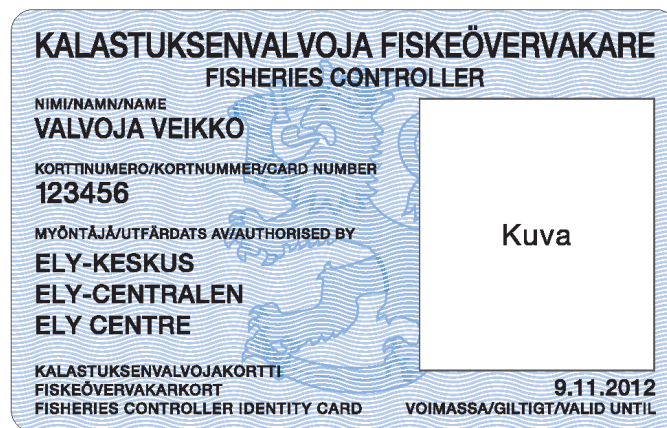 KALASTUKSENVALVOJA FISKEÖVERVAKARE
FISHERIES CONTROLLER
NIMI/NAMN/NAME
VALVOJA VEIKKO
KORTTINUMERO/KORTNUMMER/CARD NUMBER
123456
MYÖNTÄJÄ/UTFÄRDATS AV/AUTHORISED BY
ELY-KESKUS
ELY-CENTRALEN
ELY CENTRE
Kuva
KALASTUKSENVALVOJAKORTTI
FISKEÖVERVAKARKORT
FISHERIES CONTROLLER IDENTITY CARD
9.11.2012
VOIMASSA/GILTIGT/VALID UNTIL